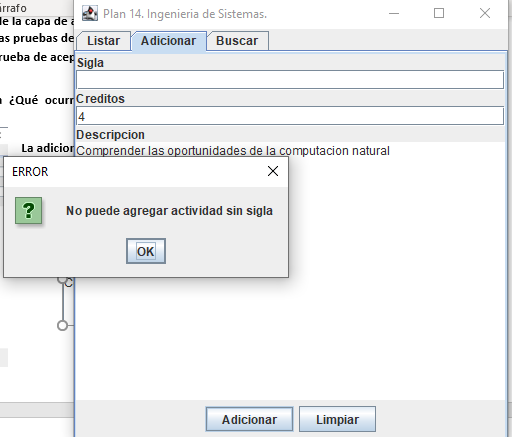 árrafo
Plan 14. Ingenieria de Sistemas.
de la capa de a
as pruebas de
rueba de acep
¿Qué ocurr
La adicion
Listar
Adicionar
Buscar
Sigla
Creditos
4
Descripcion
Comprender las oportunidades de la computacion natural
ERROR
No puede agregar actividad sin sigla
OK
Adicionar
Limpiar